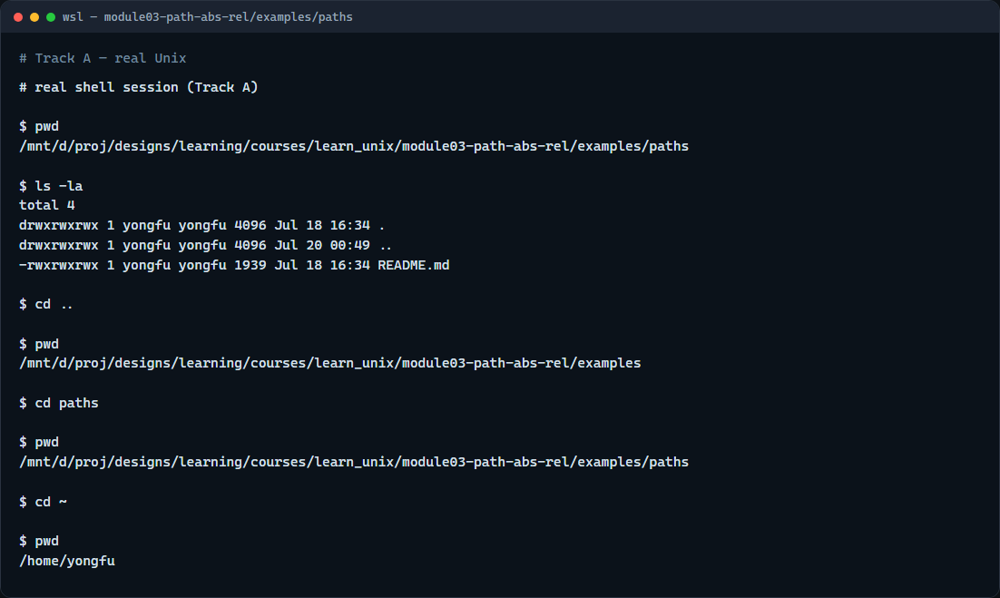 wsl — module03-path-abs-rel/examples/paths
# Track A — real Unix
# real shell session (Track A)
$ pwd
/mnt/d/proj/designs/learning/courses/learn_unix/module03-path-abs-rel/examples/paths
$ ls -la
total 4
drwxrwxrwx 1 yongfu yongfu 4096 Jul 18 16:34 .
drwxrwxrwx 1 yongfu yongfu 4096 Jul 20 00:49 ..
-rwxrwxrwx 1 yongfu yongfu 1939 Jul 18 16:34 README.md
$ cd ..
$ pwd
/mnt/d/proj/designs/learning/courses/learn_unix/module03-path-abs-rel/examples
$ cd paths
$ pwd
/mnt/d/proj/designs/learning/courses/learn_unix/module03-path-abs-rel/examples/paths
$ cd ~
$ pwd
/home/yongfu